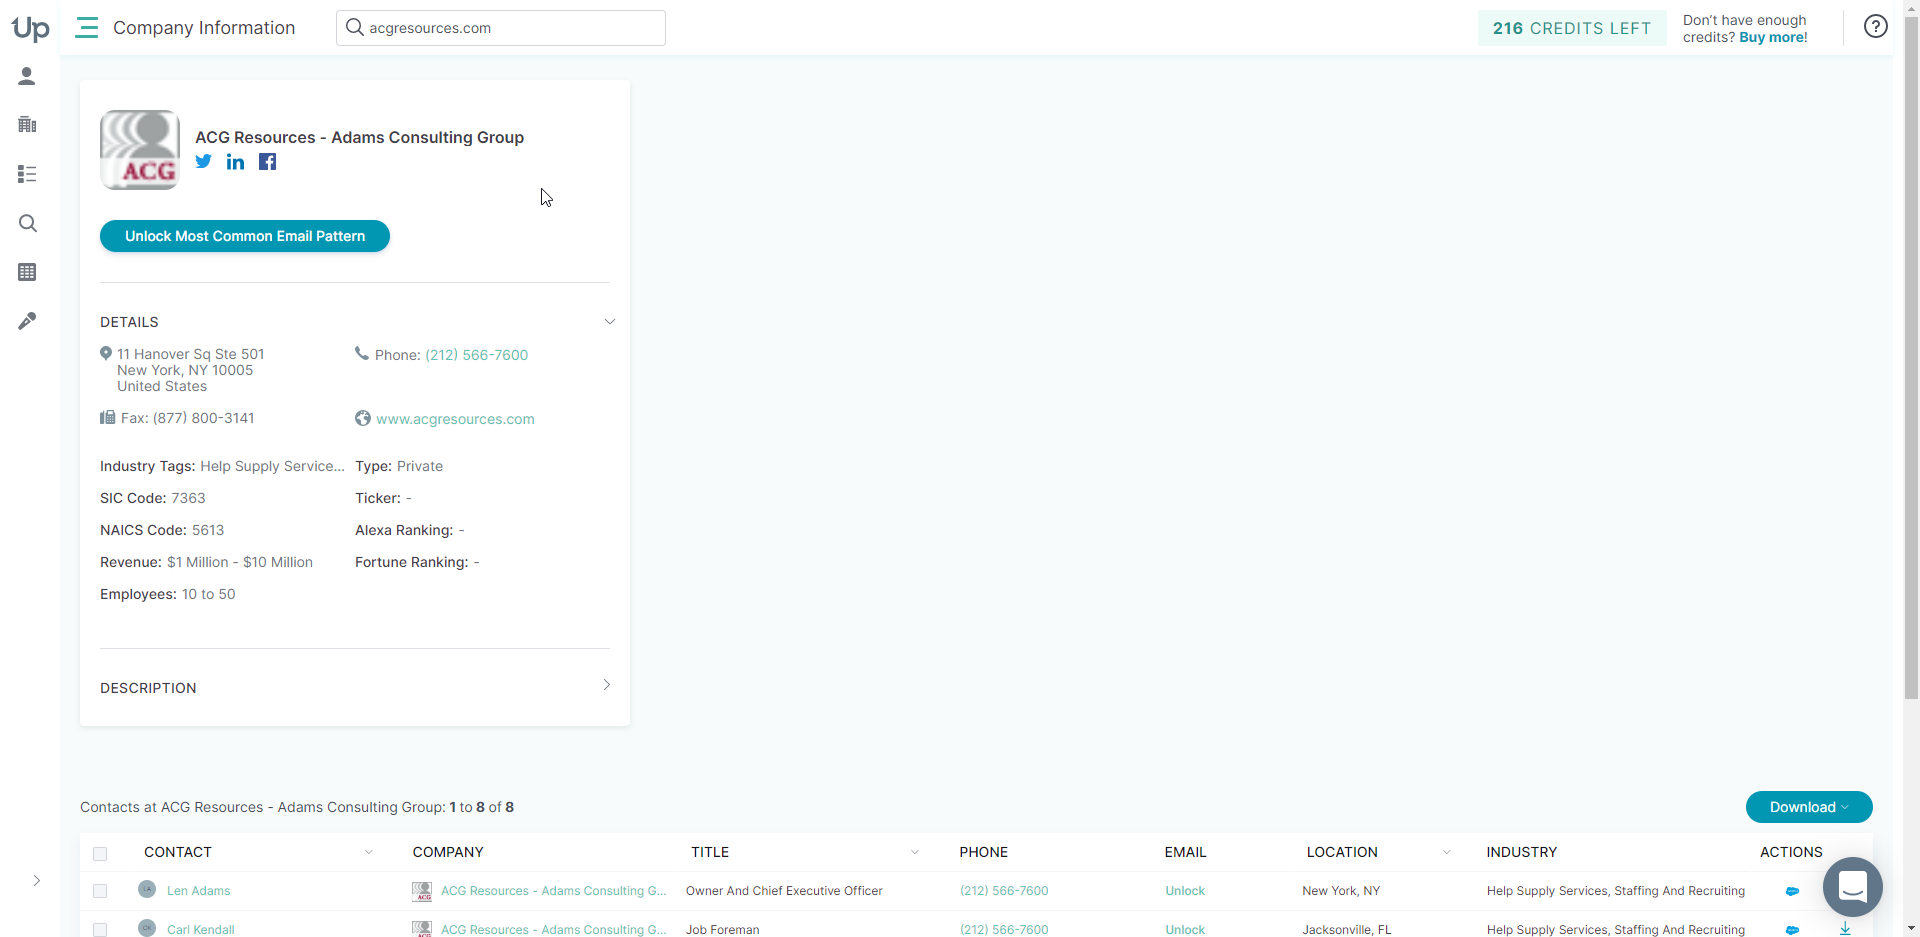 Up
Company Information
acgresources.com
216 CREDITS LEFT
Don't have enough
credits? Buy more!
?
ACG
ACG Resources - Adams Consulting Group
Unlock Most Common Email Pattern
DETAILS
11 Hanover Sq Ste 501
New York, NY 10005
United States
Phone: (212) 566-7600
Fax: (877) 800-3141
www.acgresources.com
Industry Tags: Help Supply Service...
Type: Private
SIC Code: 7363
Ticker: -
NAICS Code: 5613
Alexa Ranking: -
Revenue: $1 Million - $10 Million
Fortune Ranking: -
Employees: 10 to 50
DESCRIPTION
Contacts at ACG Resources - Adams Consulting Group: 1 to 8 of 8
Download
CONTACT COMPANY TITLE PHONE EMAIL LOCATION INDUSTRY ACTIONS
LA Len Adams ACG ACG Resources - Adams Consulting G... Owner And Chief Executive Officer (212) 566-7600 Unlock New York, NY Help Supply Services, Staffing And Recruiting
CK Carl Kendall ACG ACG Resources - Adams Consulting G... Job Foreman (212) 566-7600 Unlock Jacksonville, FL Help Supply Services, Staffing And Recruiting